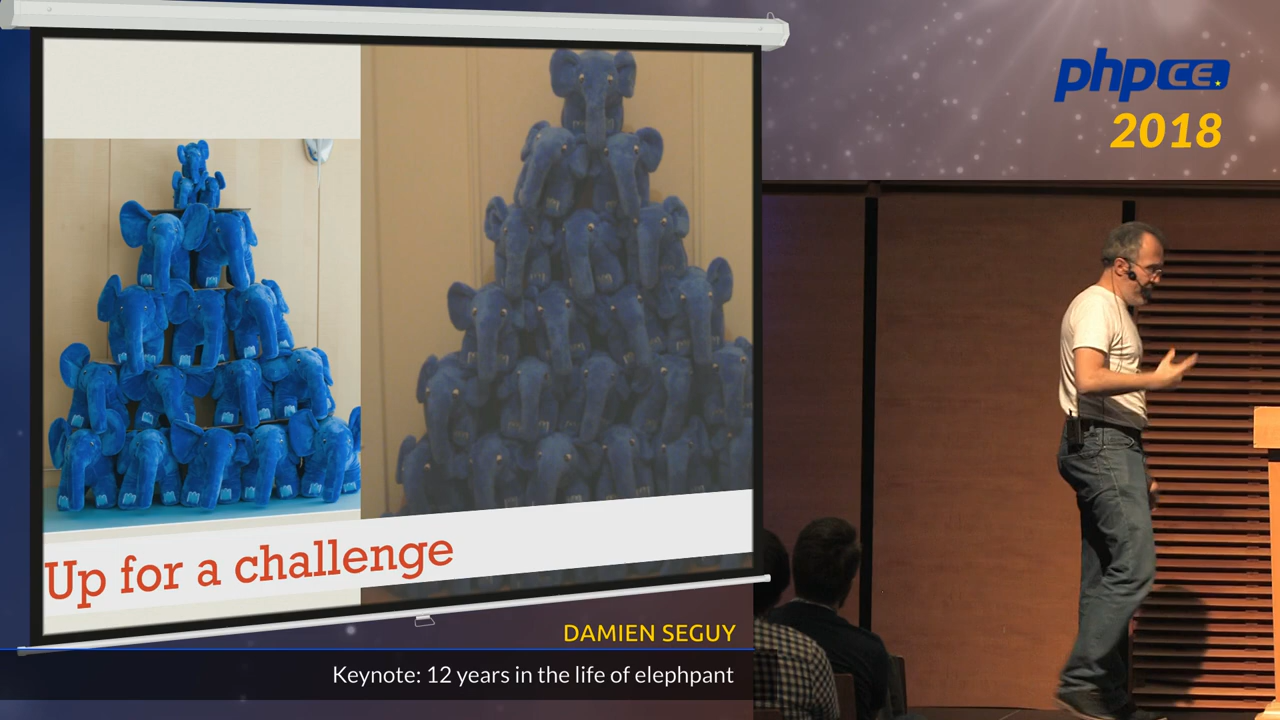 phpce
2018
Up for a challenge
DAMIEN SEGUY
Keynote: 12 years in the life of elephpant